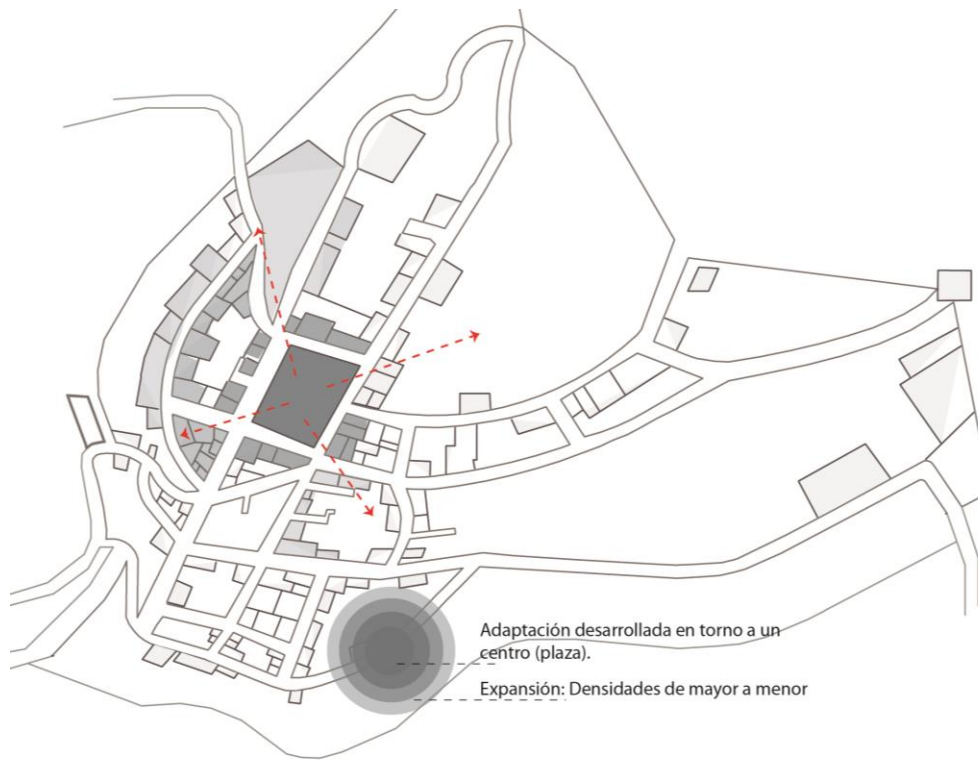 Adaptación desarrollada en torno a un
centro (plaza).
Expansión: Densidades de mayor a menor